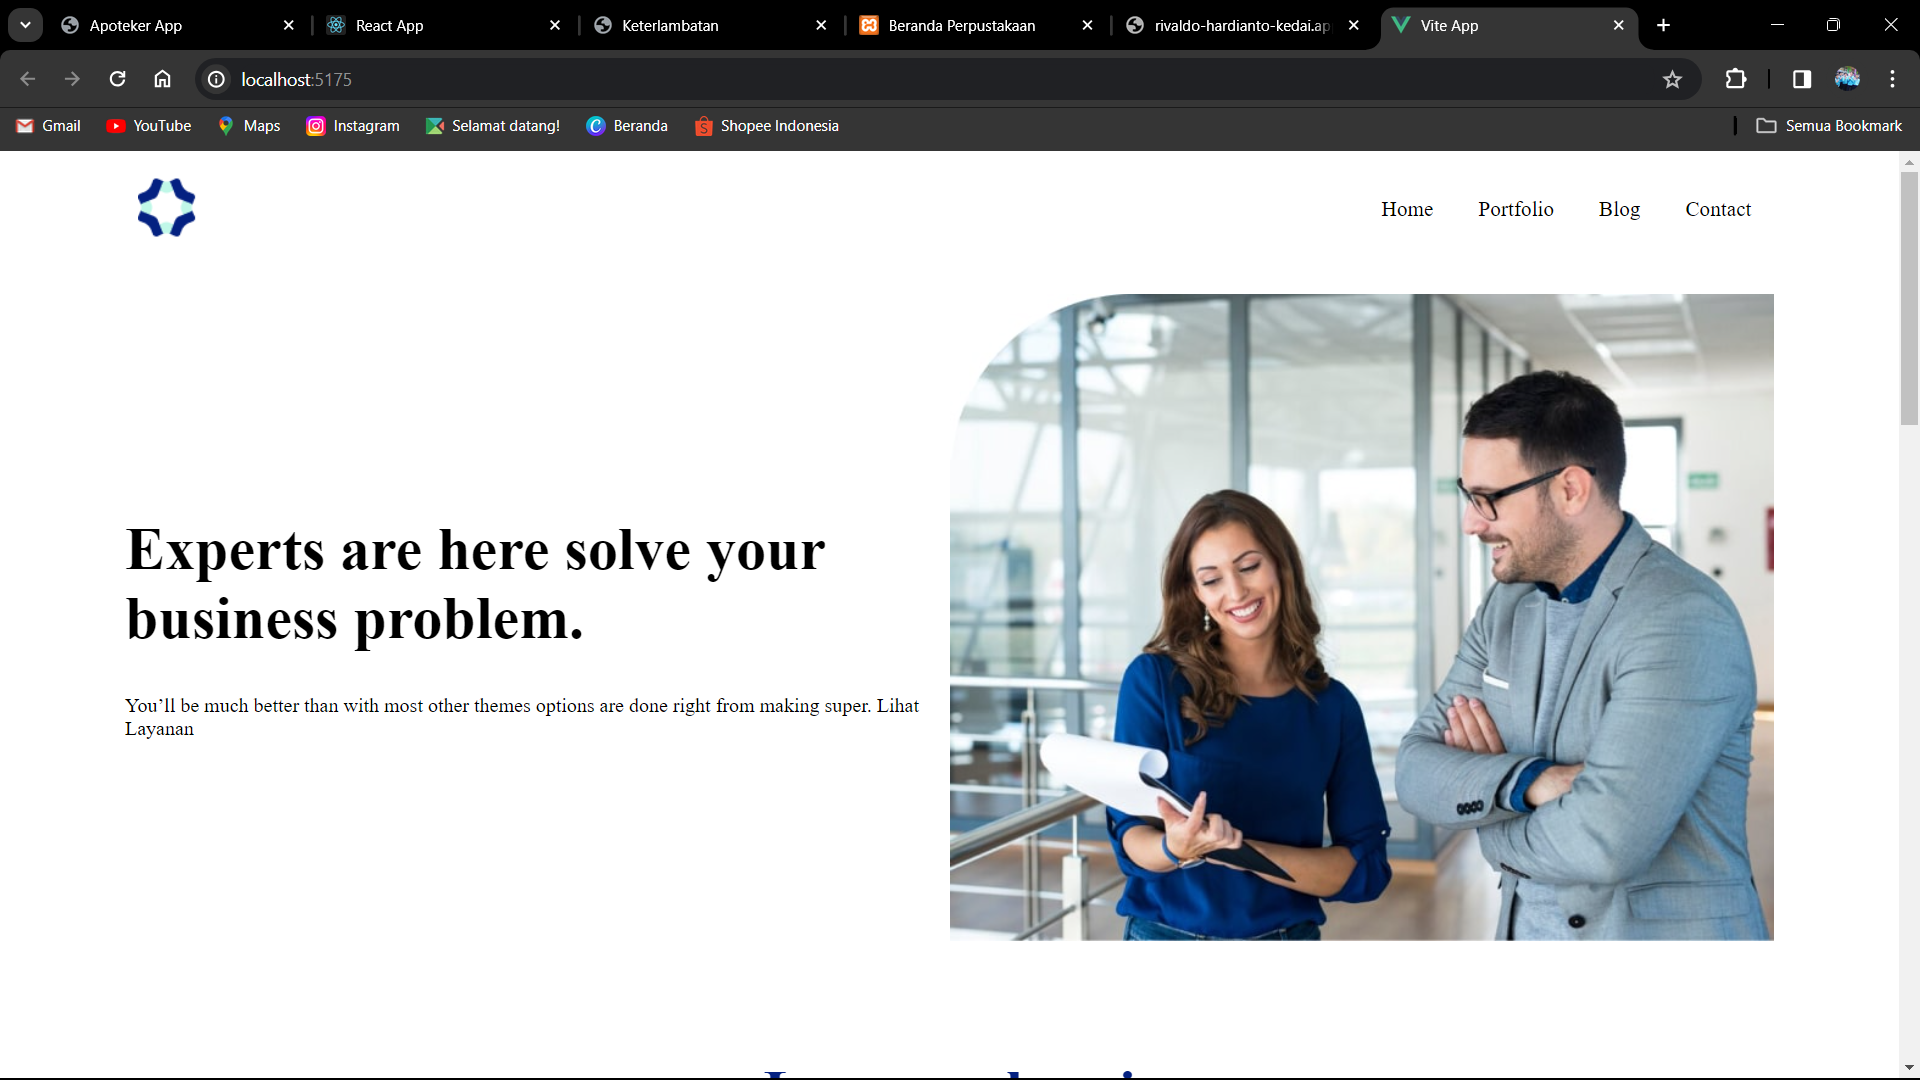 Apoteker App
React App
Keterlambatan
Beranda Perpustakaan
rivaldo-hardianto-kedai.ap
Vite App
localhost:5175
Gmail
YouTube
Maps
Instagram
Selamat datang!
Beranda
Shopee Indonesia
Semua Bookmark
Home
Portfolio
Blog
Contact
Experts are here solve your
business problem.
You’ll be much better than with most other themes options are done right from making super. Lihat
Layanan